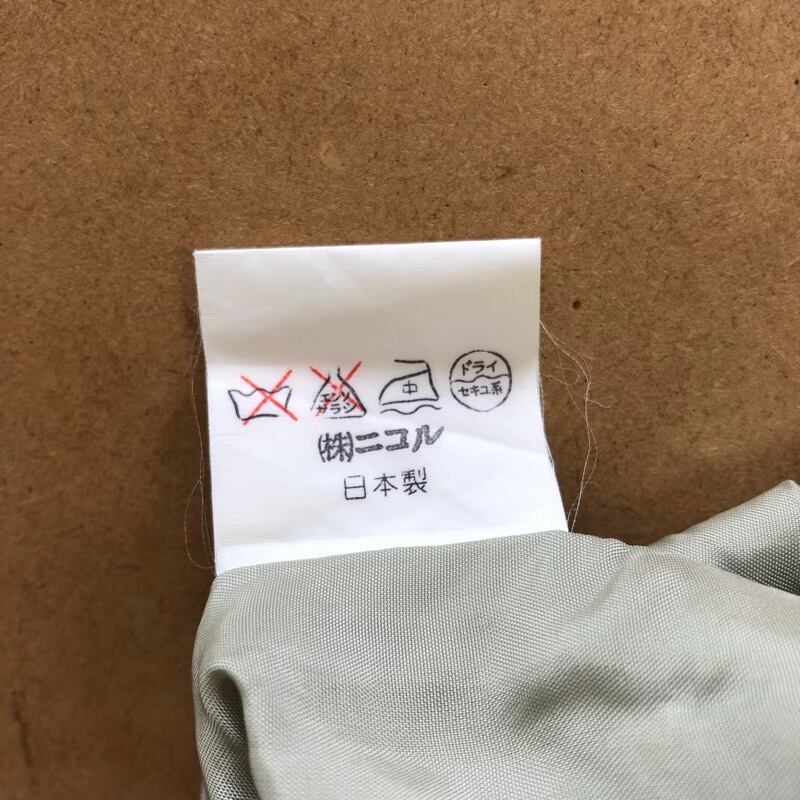 エンソ
サラシ
中
ドライ
セキユ系
(株)ニコル
日本製